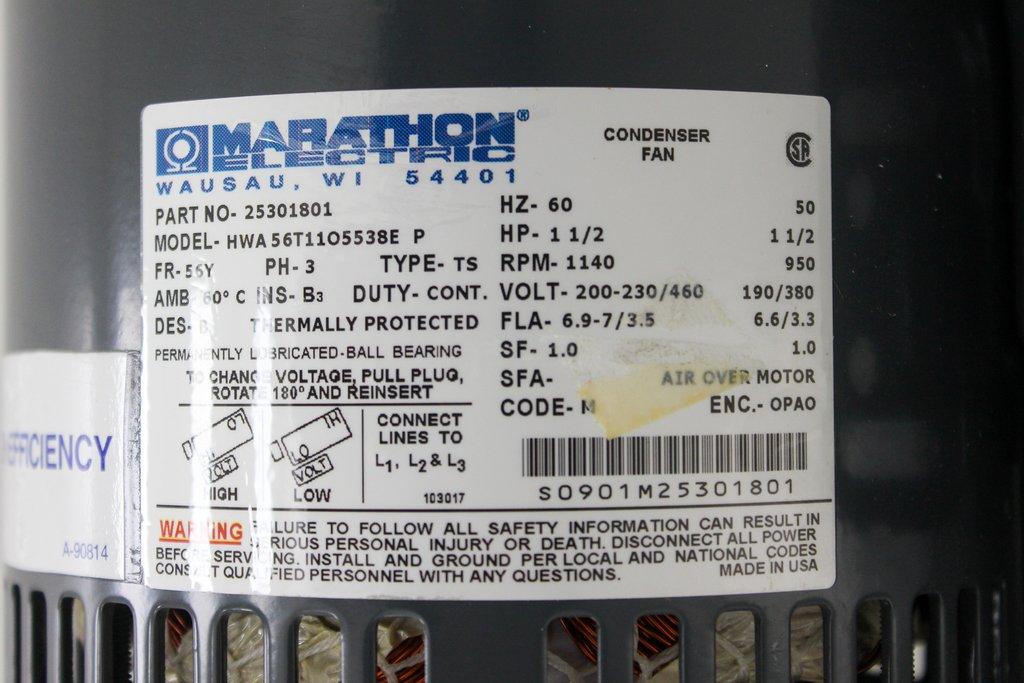 MARATHON®
ELECTRIC
WAUSAU, WI 54401
CONDENSER
FAN
SA
PART NO- 25301801
MODEL- HWA56T11O5538E P
FR- 56Y PH- 3 TYPE- TS
AMB 60° C INS- B3 DUTY- CONT.
DES- B THERMALLY PROTECTED
PERMANENTLY LUBRICATED-BALL BEARING
TO CHANGE VOLTAGE, PULL PLUG,
ROTATE 180° AND REINSERT
HZ- 60 50
HP- 1 1/2 1 1/2
RPM- 1140 950
VOLT- 200-230/460 190/380
FLA- 6.9-7/3.5 6.6/3.3
SF- 1.0 1.0
SFA- AIR OVER MOTOR
CODE- M ENC.- OPAO
LO
VOLT
HIGH
HI
LO
VOLT
LOW
CONNECT
LINES TO
L1, L2 & L3
103017
S0901M25301801
WARNING FAILURE TO FOLLOW ALL SAFETY INFORMATION CAN RESULT IN
SERIOUS PERSONAL INJURY OR DEATH. DISCONNECT ALL POWER
BEFORE SERVICING. INSTALL AND GROUND PER LOCAL AND NATIONAL CODES
CONSULT QUALIFIED PERSONNEL WITH ANY QUESTIONS. MADE IN USA
EFFICIENCY
A-90814